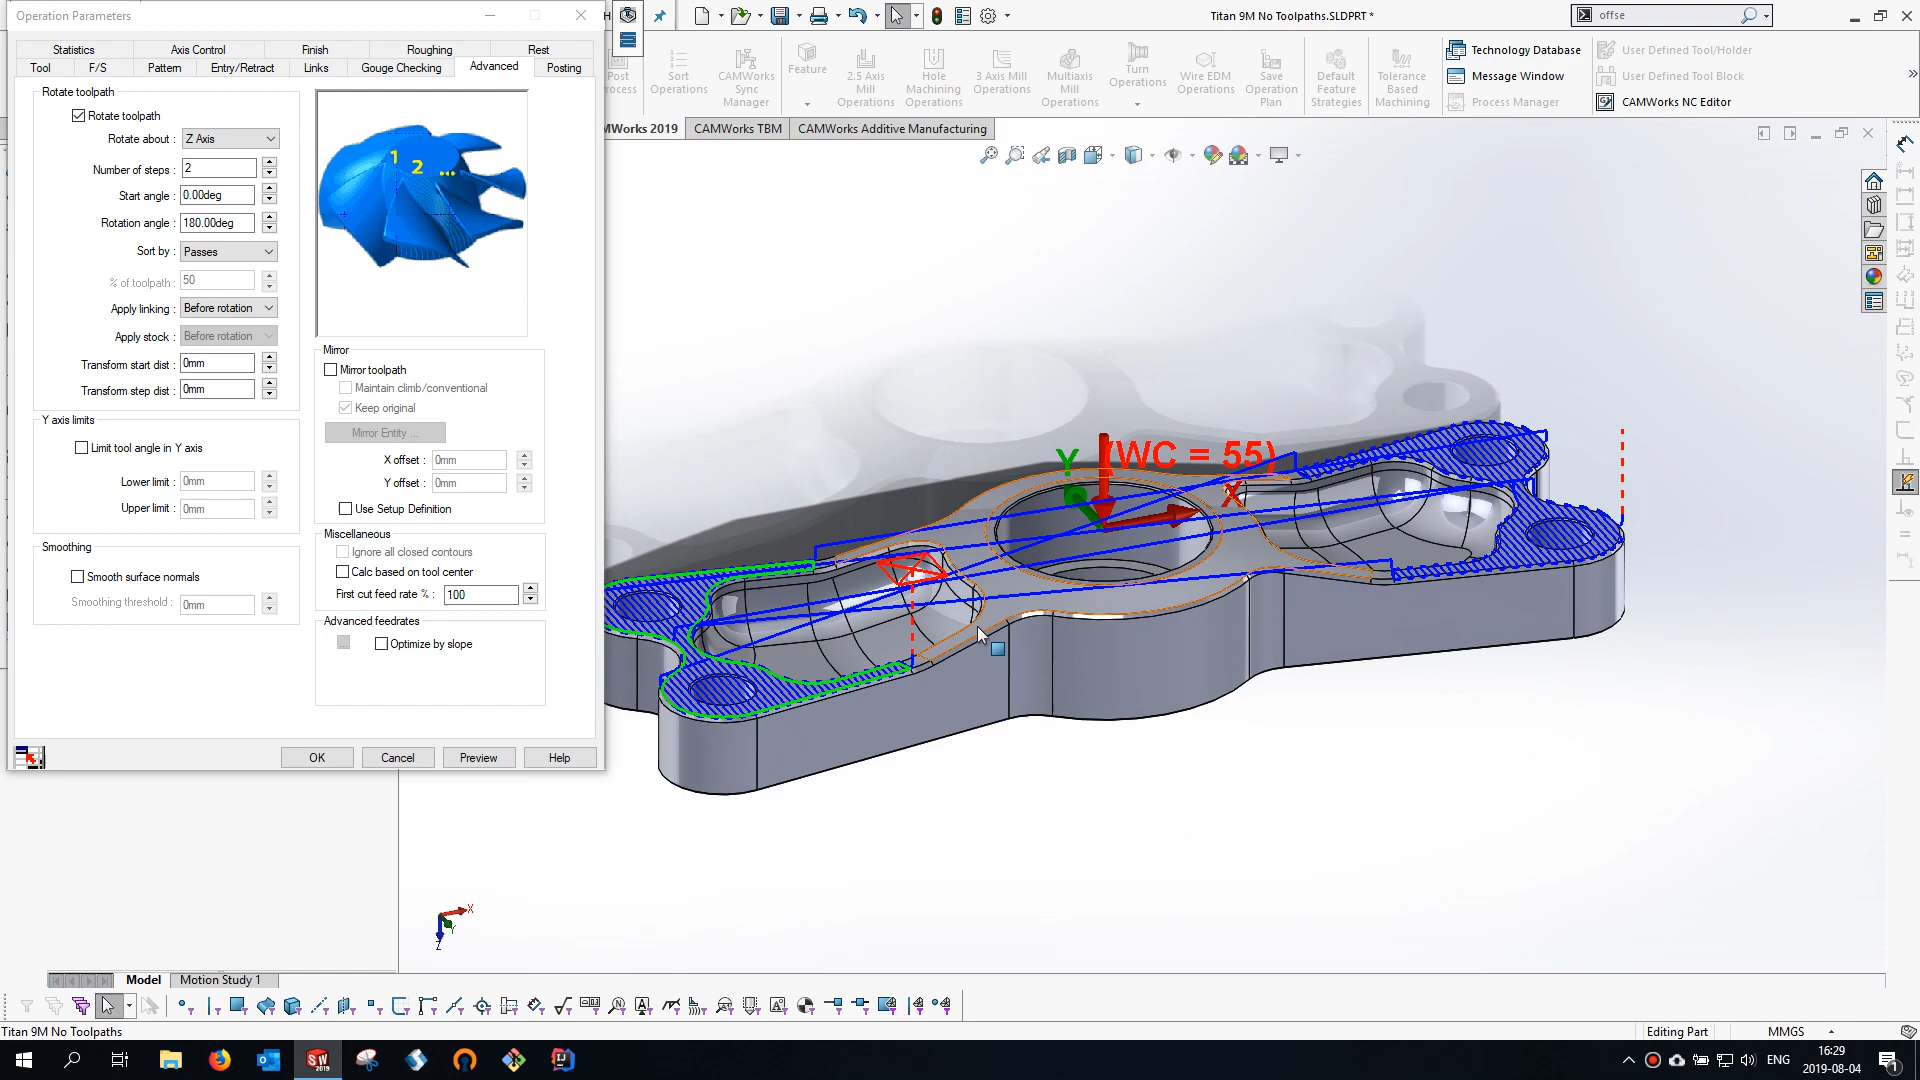 Operation Parameters
H
Titan 9M No Toolpaths.SLDPRT *
offse
Statistics
Axis Control
Finish
Roughing
Rest
Tool
F/S
Pattern
Entry/Retract
Links
Gouge Checking
Advanced
Posting
Post
Process
Sort
Operations
CAMWorks
Sync
Manager
Feature
2.5 Axis
Mill
Operations
Hole
Machining
Operations
3 Axis Mill
Operations
Multiaxis
Mill
Operations
Turn
Operations
Wire EDM
Operations
Save
Operation
Plan
Default
Feature
Strategies
Tolerance
Based
Machining
Technology Database
Message Window
Process Manager
User Defined Tool/Holder
User Defined Tool Block
CAMWorks NC Editor
MWorks 2019
CAMWorks TBM
CAMWorks Additive Manufacturing
Rotate toolpath
Rotate toolpath
Rotate about :
Z Axis
Number of steps :
2
Start angle :
0.00deg
Rotation angle :
180.00deg
Sort by :
Passes
% of toolpath :
50
Apply linking :
Before rotation
Apply stock :
Before rotation
Transform start dist :
0mm
Transform step dist :
0mm
1
2 ...
Y axis limits
Limit tool angle in Y axis
Lower limit :
0mm
Upper limit :
0mm
Smoothing
Smooth surface normals
Smoothing threshold :
0mm
Mirror
Mirror toolpath
Maintain climb/conventional
Keep original
Mirror Entity ...
X offset :
0mm
Y offset :
0mm
Use Setup Definition
Miscellaneous
Ignore all closed contours
Calc based on tool center
First cut feed rate % :
100
Advanced feedrates
...
Optimize by slope
OK
Cancel
Preview
Help
Y
(WC = 55)
X
X
Y
Z
Model
Motion Study 1
Titan 9M No Toolpaths
Editing Part
MMGS
SW
2019
IJ
ENG
16:29
2019-08-04
1